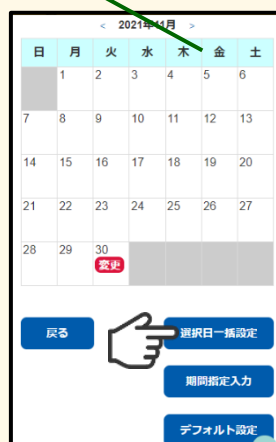 < 2021年11月 >
日 月 火 水 木 金 土
1 2 3 4 5 6
7 8 9 10 11 12 13
14 15 16 17 18 19 20
21 22 23 24 25 26 27
28 29 30
変更
戻る 選択日一括設定
期間指定入力
デフォルト設定